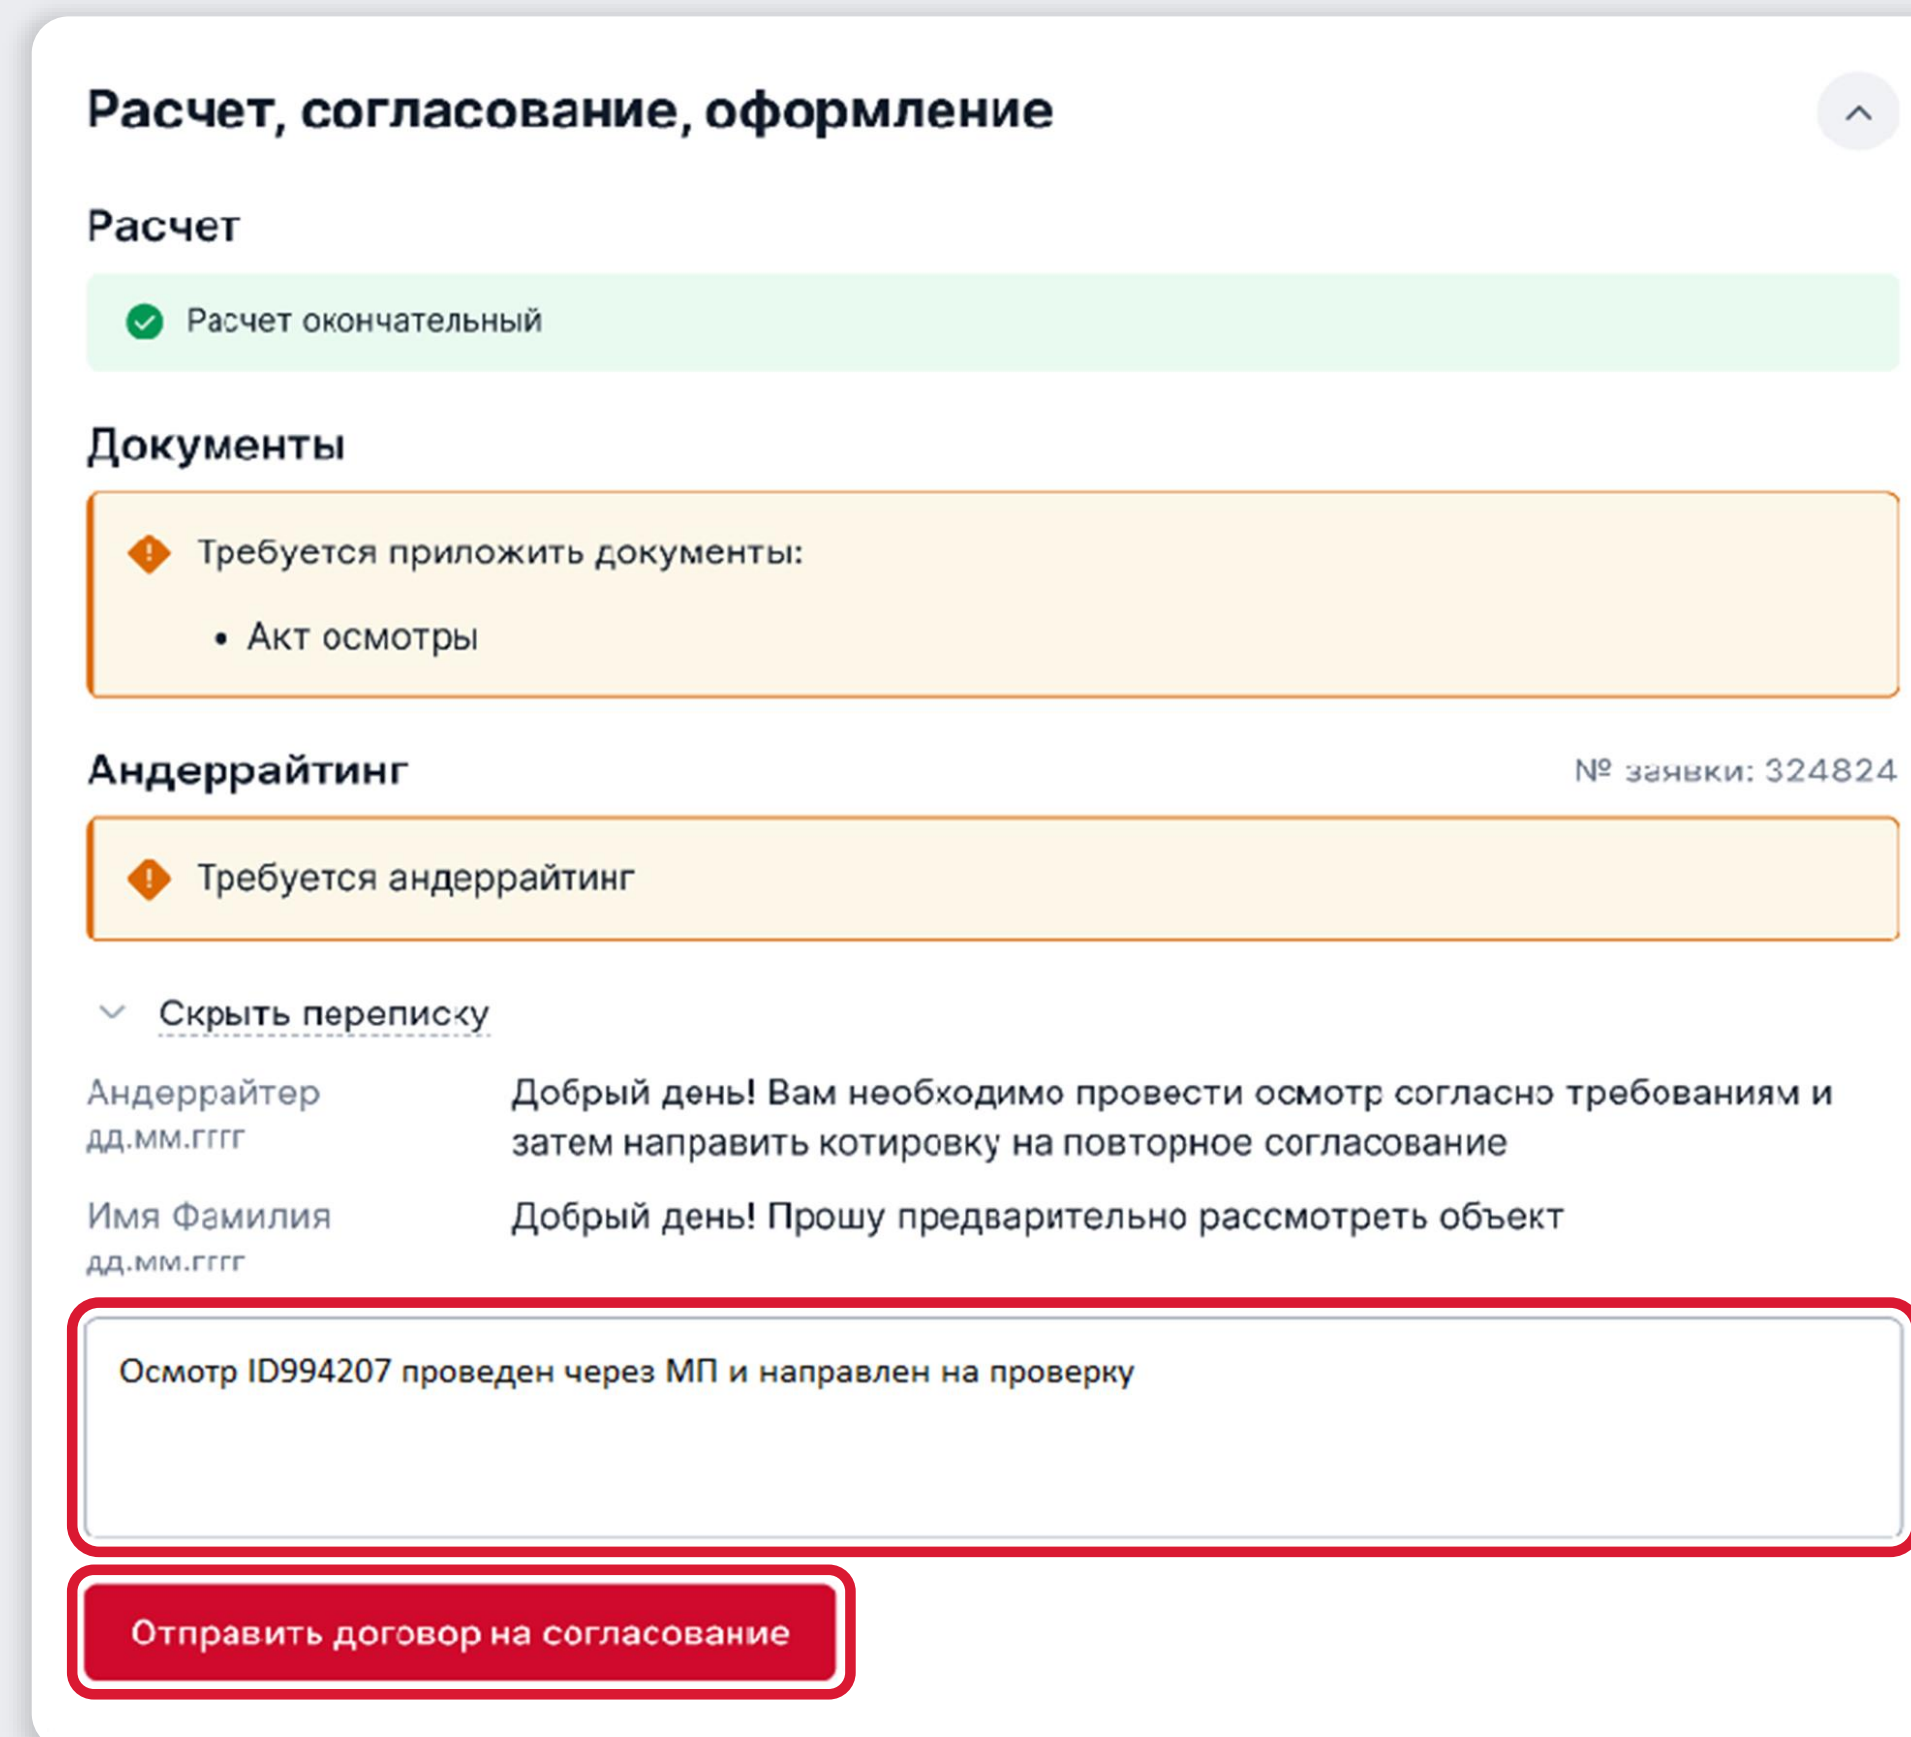 Расчет, согласование, оформление
Расчет
Расчет окончательный
Документы
Требуется приложить документы:
• Акт осмотры
Андеррайтинг
№ заявки: 324824
Требуется андеррайтинг
Скрыть переписку
Андеррайтер
дд.мм.гггг
Добрый день! Вам необходимо провести осмотр согласно требованиям и
затем направить котировку на повторное согласование
Имя Фамилия
дд.мм.гггг
Добрый день! Прошу предварительно рассмотреть объект
Осмотр ID994207 проведен через МП и направлен на проверку
Отправить договор на согласование